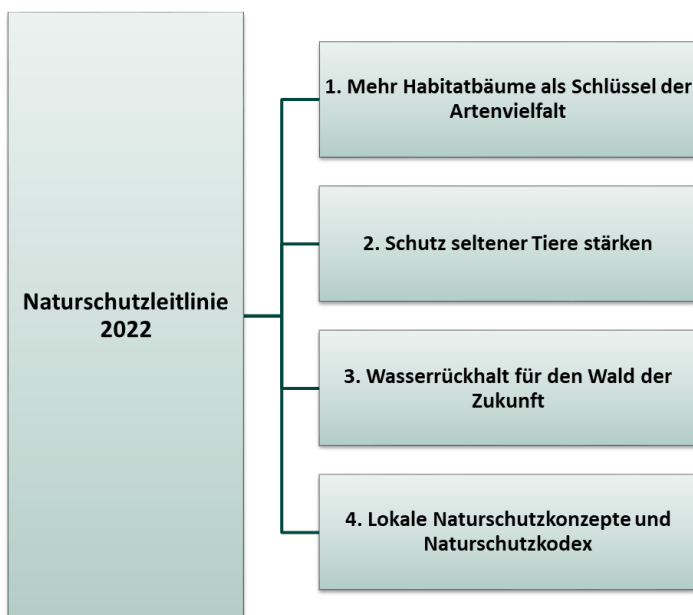 Naturschutzleitlinie
2022
1. Mehr Habitatbäume als Schlüssel der
Artenvielfalt
2. Schutz seltener Tiere stärken
3. Wasserrückhalt für den Wald der
Zukunft
4. Lokale Naturschutzkonzepte und
Naturschutzkodex